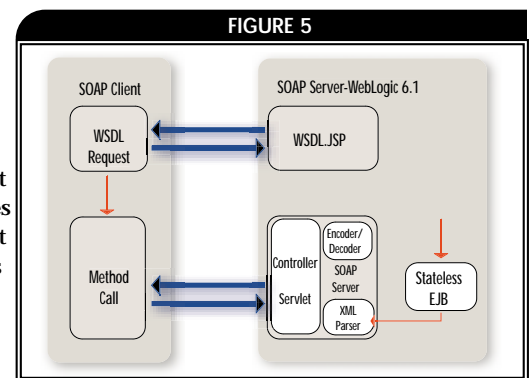 FIGURE 5
SOAP Client
WSDL
Request
Method
Call
SOAP Server-WebLogic 6.1
WSDL.JSP
Controller
Servlet
Encoder/
Decoder
SOAP
Server
XML
Parser
Stateless
EJB
t
es
t
s